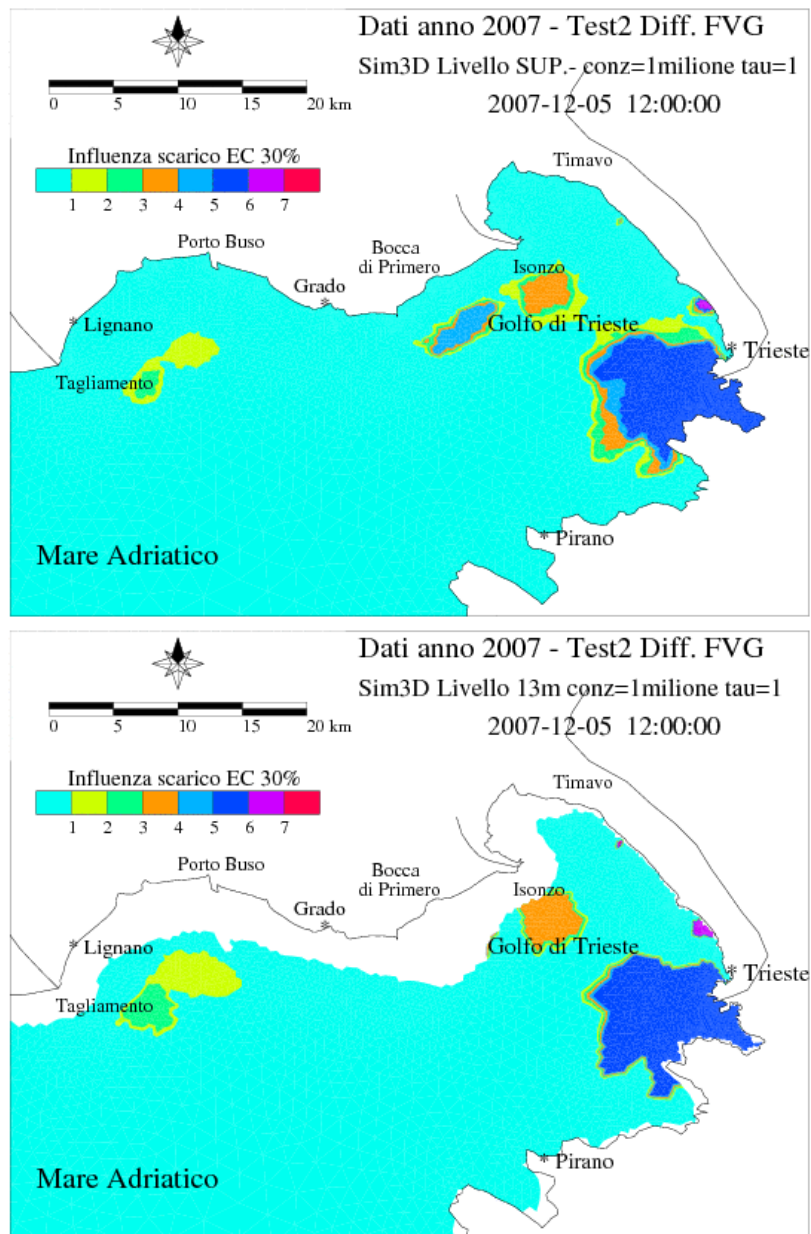 Dati anno 2007 - Test2 Diff. FVG
Sim3D Livello SUP.- conz=1milione tau=1
2007-12-05 12:00:00
0 5 10 15 20 km
Influenza scarico EC 30%
1 2 3 4 5 6 7
Timavo
Porto Buso
Bocca
di Primero
Isonzo
Grado
*
* Lignano
Golfo di Trieste
* Trieste
Tagliamento
* Pirano
Mare Adriatico
Dati anno 2007 - Test2 Diff. FVG
Sim3D Livello 13m conz=1milione tau=1
2007-12-05 12:00:00
0 5 10 15 20 km
Influenza scarico EC 30%
1 2 3 4 5 6 7
Timavo
Porto Buso
Bocca
di Primero
Isonzo
Grado
*
* Lignano
Golfo di Trieste
* Trieste
Tagliamento
* Pirano
Mare Adriatico